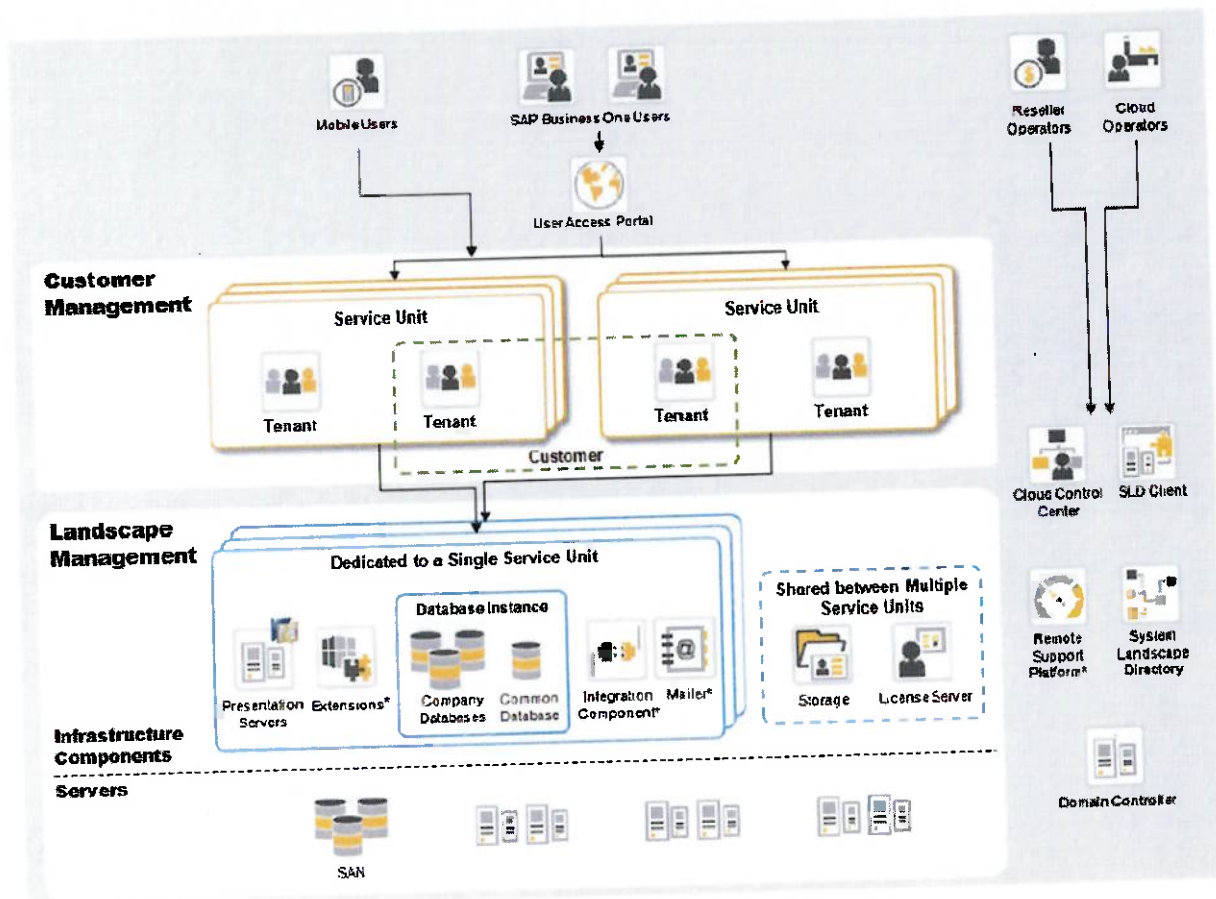 Mobile Users
SAP Business One Users
Reseller
Operators
Cloud
Operators
User Access Portal
Customer
Management
Service Unit
Service Unit
Tenant
Tenant
Tenant
Tenant
Customer
Cloud Control
Center
SLD Client
Landscape
Management
Dedicated to a Single Service Unit
Database Instance
Shared between Multiple
Service Units
Presentation
Servers
Extensions*
Company
Databases
Common
Database
Integration
Component*
Mailer*
Storage
License Server
Remote
Support
Platform*
System
Landscape
Directory
Infrastructure
Components
Servers
SAN
Domain Controller